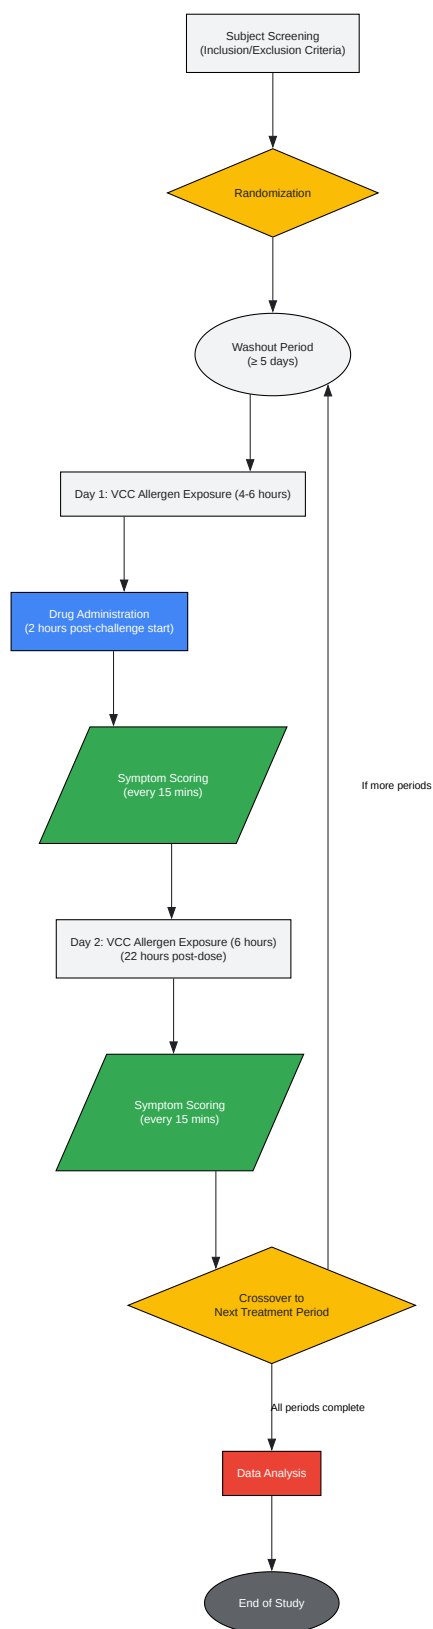 Subject Screening
(Inclusion/Exclusion Criteria)
Randomization
Washout Period
(≥ 5 days)
Day 1: VCC Allergen Exposure (4-6 hours)
Drug Administration
(2 hours post-challenge start)
Symptom Scoring
(every 15 mins)
If more periods
Day 2: VCC Allergen Exposure (6 hours)
(22 hours post-dose)
Symptom Scoring
(every 15 mins)
Crossover to
Next Treatment Period
All periods complete
Data Analysis
End of Study